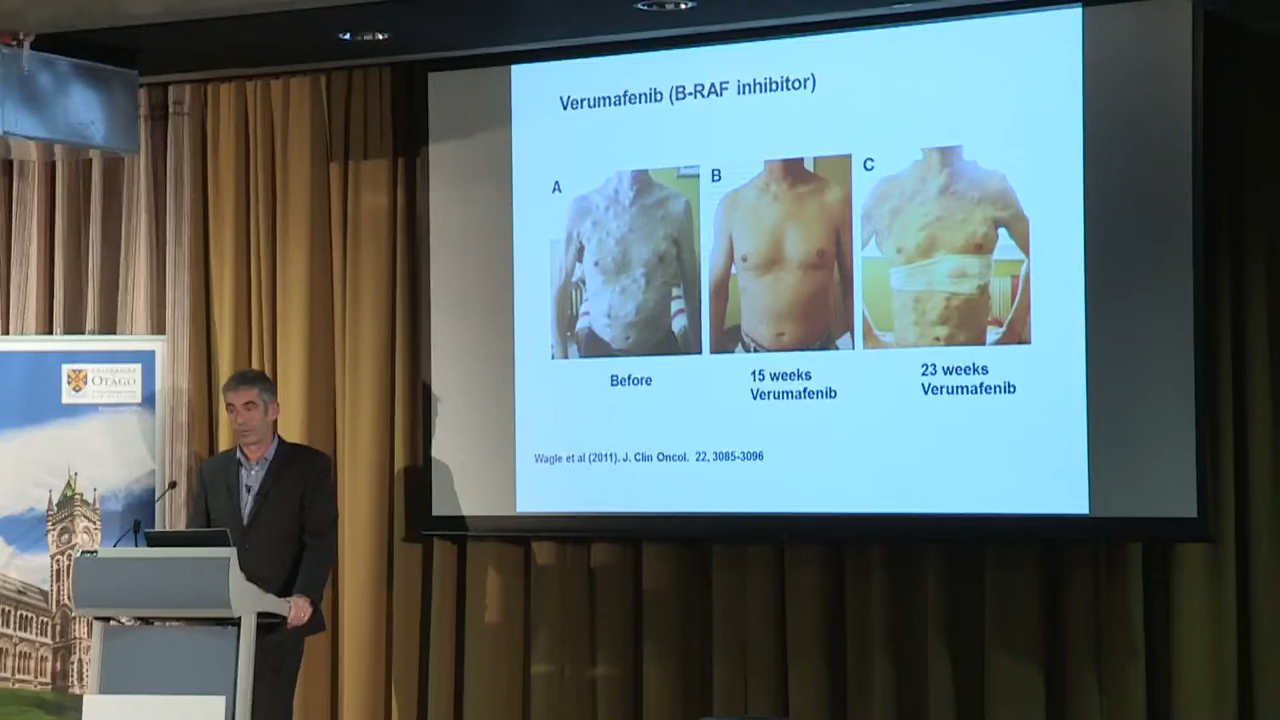 Verumafenib (B-RAF inhibitor)
A
B
C
Before
15 weeks
Verumafenib
23 weeks
Verumafenib
Wagle et al (2011). J. Clin Oncol. 22, 3085-3096
OTAGO